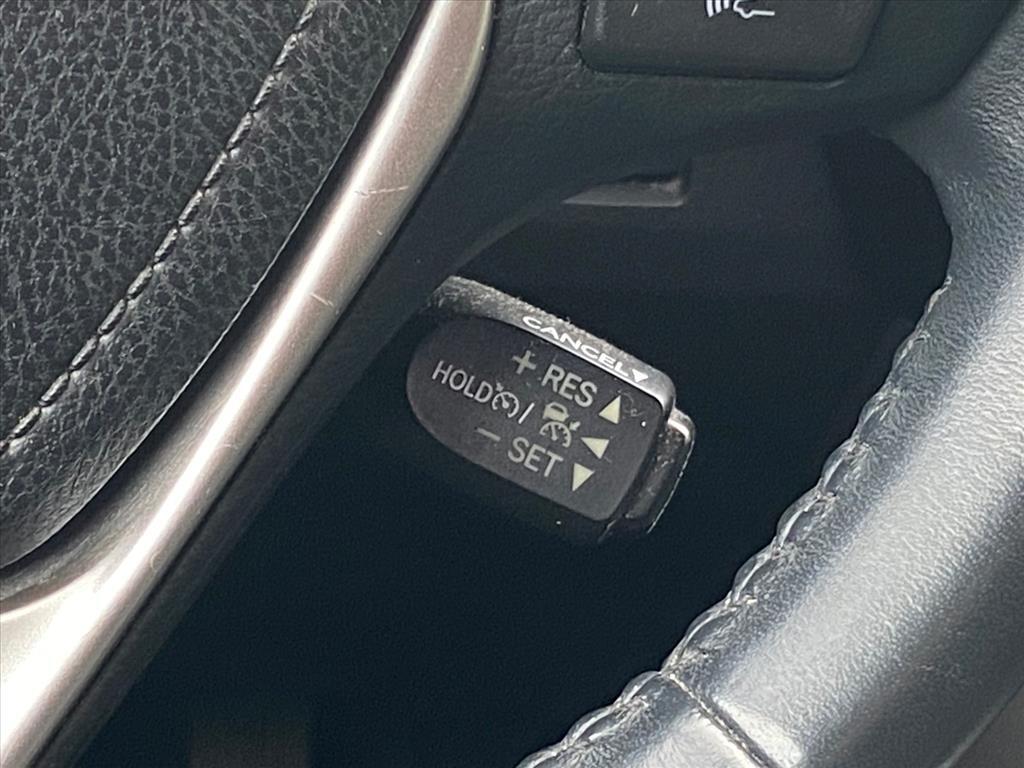 CANCEL▼
+ RES ▲
HOLD / ◀
- SET ▼